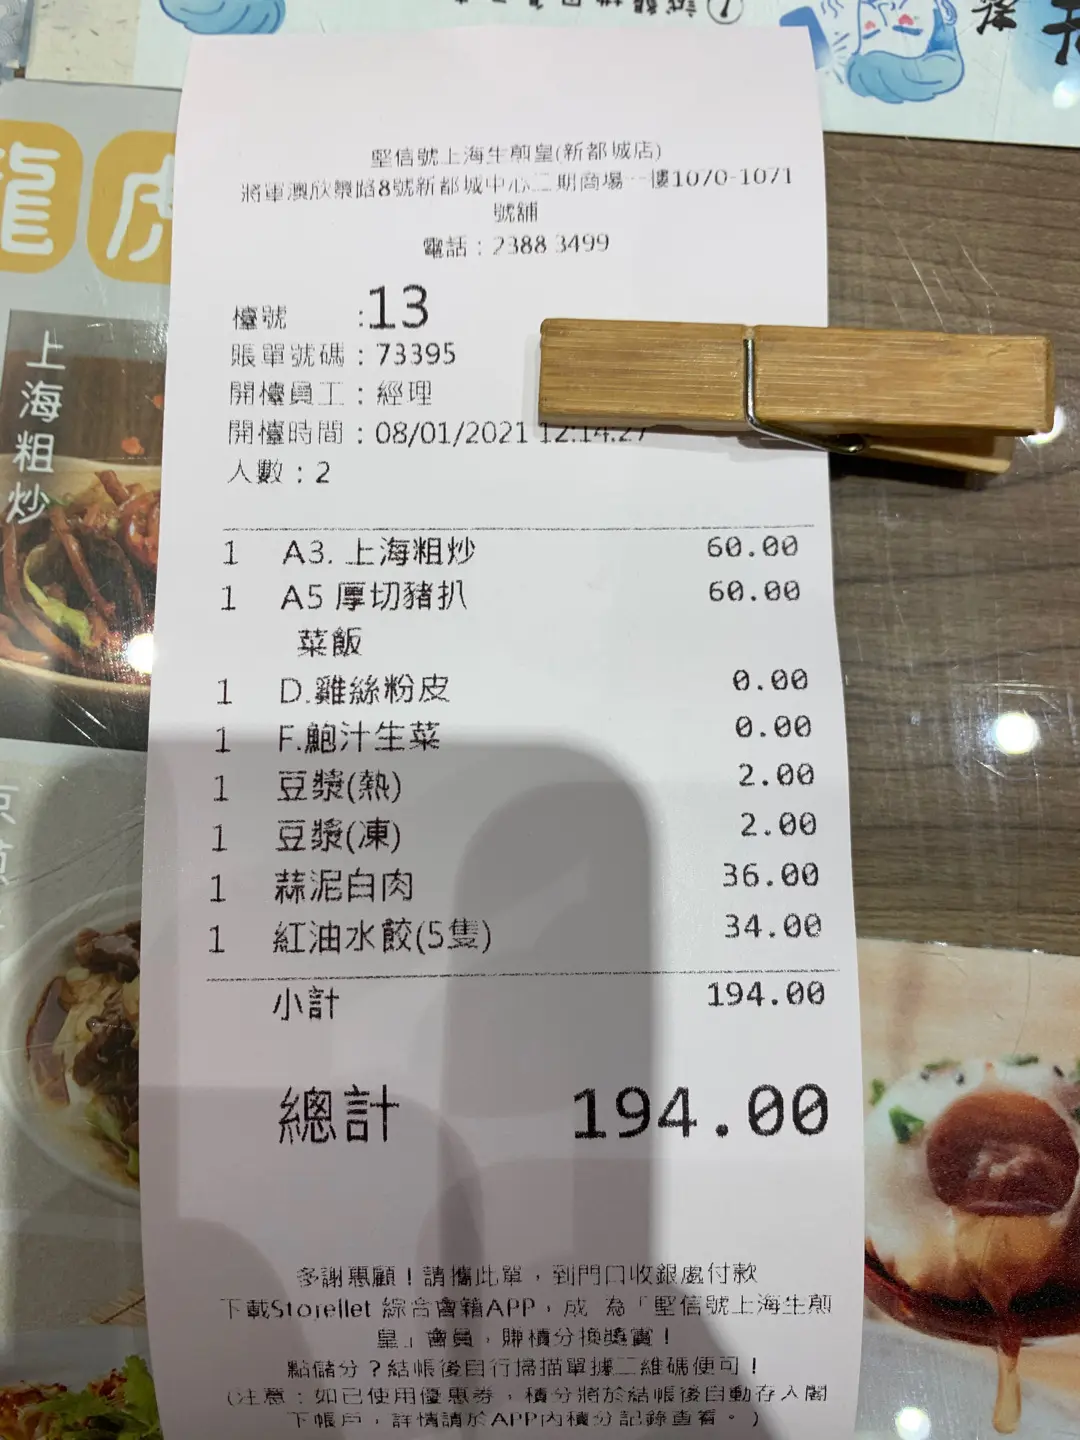 龍
上海粗炒
堅信號上海生煎皇(新都城店)
將軍澳欣景路8號新都城中心二期商場一樓1070-1071
號舖
電話：2388 3499
檯號 :13
賬單號碼：73395
開檯員工：經理
開檯時間：08/01/2021 12:14:27
人數：2
1 A3. 上海粗炒 60.00
1 A5 厚切豬扒 60.00
菜飯
1 D.雞絲粉皮 0.00
1 F.鮑汁生菜 0.00
1 豆漿(熱) 2.00
1 豆漿(凍) 2.00
1 蒜泥白肉 36.00
1 紅油水餃(5隻) 34.00
小計 194.00
總計 194.00
多謝惠顧！請攜此單，到門口收銀處付款
下載Storellet 綜合會籍APP，成 為「堅信號上海生煎
皇」會員，賺積分換獎賞！
點儲分？結帳後自行掃描單據二維碼便可！
(注意：如已使用優惠券，積分將於結帳後自動存入閣
下帳戶，詳情請於APP內積分記錄查看。)